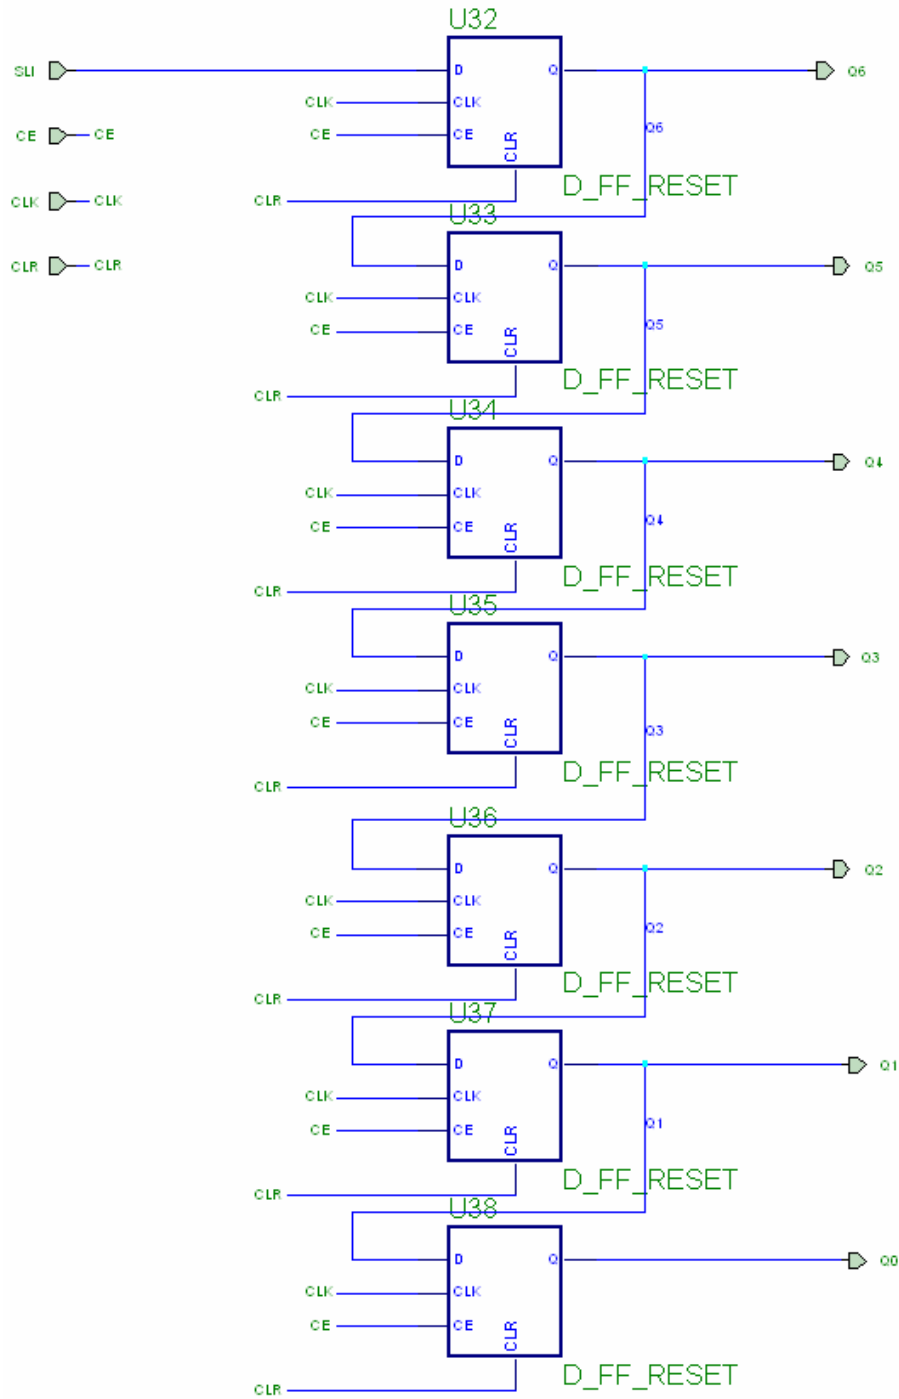 U32
SLI D Q Q6
CLK CLK
CE CE CE CE Q6
CLR
CLK CLK CLR D_FF_RESET
U33
CLR CLR D Q Q5
CLK CLK
CE CE Q5
CLR
CLR D_FF_RESET
U34
D Q Q4
CLK CLK
CE CE Q4
CLR
CLR D_FF_RESET
U35
D Q Q3
CLK CLK
CE CE Q3
CLR
CLR D_FF_RESET
U36
D Q Q2
CLK CLK
CE CE Q2
CLR
CLR D_FF_RESET
U37
D Q Q1
CLK CLK
CE CE Q1
CLR
CLR D_FF_RESET
U38
D Q Q0
CLK CLK
CE CE
CLR
CLR D_FF_RESET